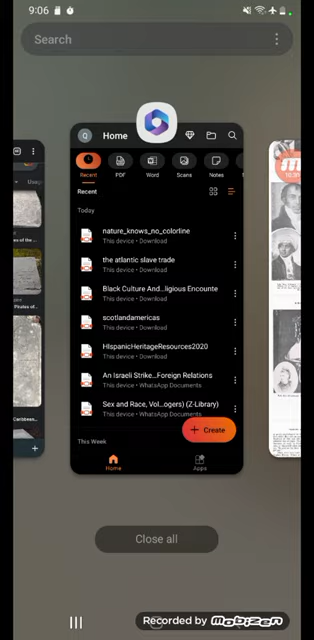 9:06
Search
Q Home
Recent PDF Word Scans Notes
Recent
Today
nature_knows_no_colorline
This device • Download
the atlantic slave trade
This device • Download
Black Culture And...ligious Encounte
This device • Download
scotlandamericas
This device • Download
HIspanicHeritageResources2020
This device • Download
An Israeli Strike...Foreign Relations
This device • WhatsApp Documents
Sex and Race, Vol...ogers) (Z-Library)
This device • WhatsApp Documents
+ Create
This Week
Home Apps
Close all
Recorded by Mobizen